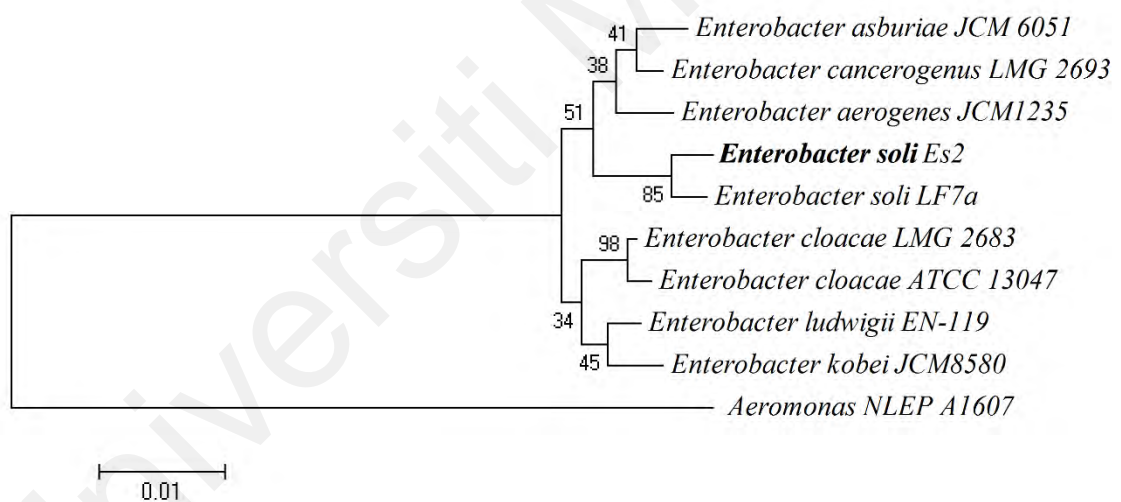 41
Enterobacter asburiae JCM 6051
38
Enterobacter cancerogenus LMG 2693
51
Enterobacter aerogenes JCM1235
Enterobacter soli Es2
85
Enterobacter soli LF7a
98
Enterobacter cloacae LMG 2683
Enterobacter cloacae ATCC 13047
34
Enterobacter ludwigii EN-119
45
Enterobacter kobei JCM8580
Aeromonas NLEP A1607
0.01
niversiti M